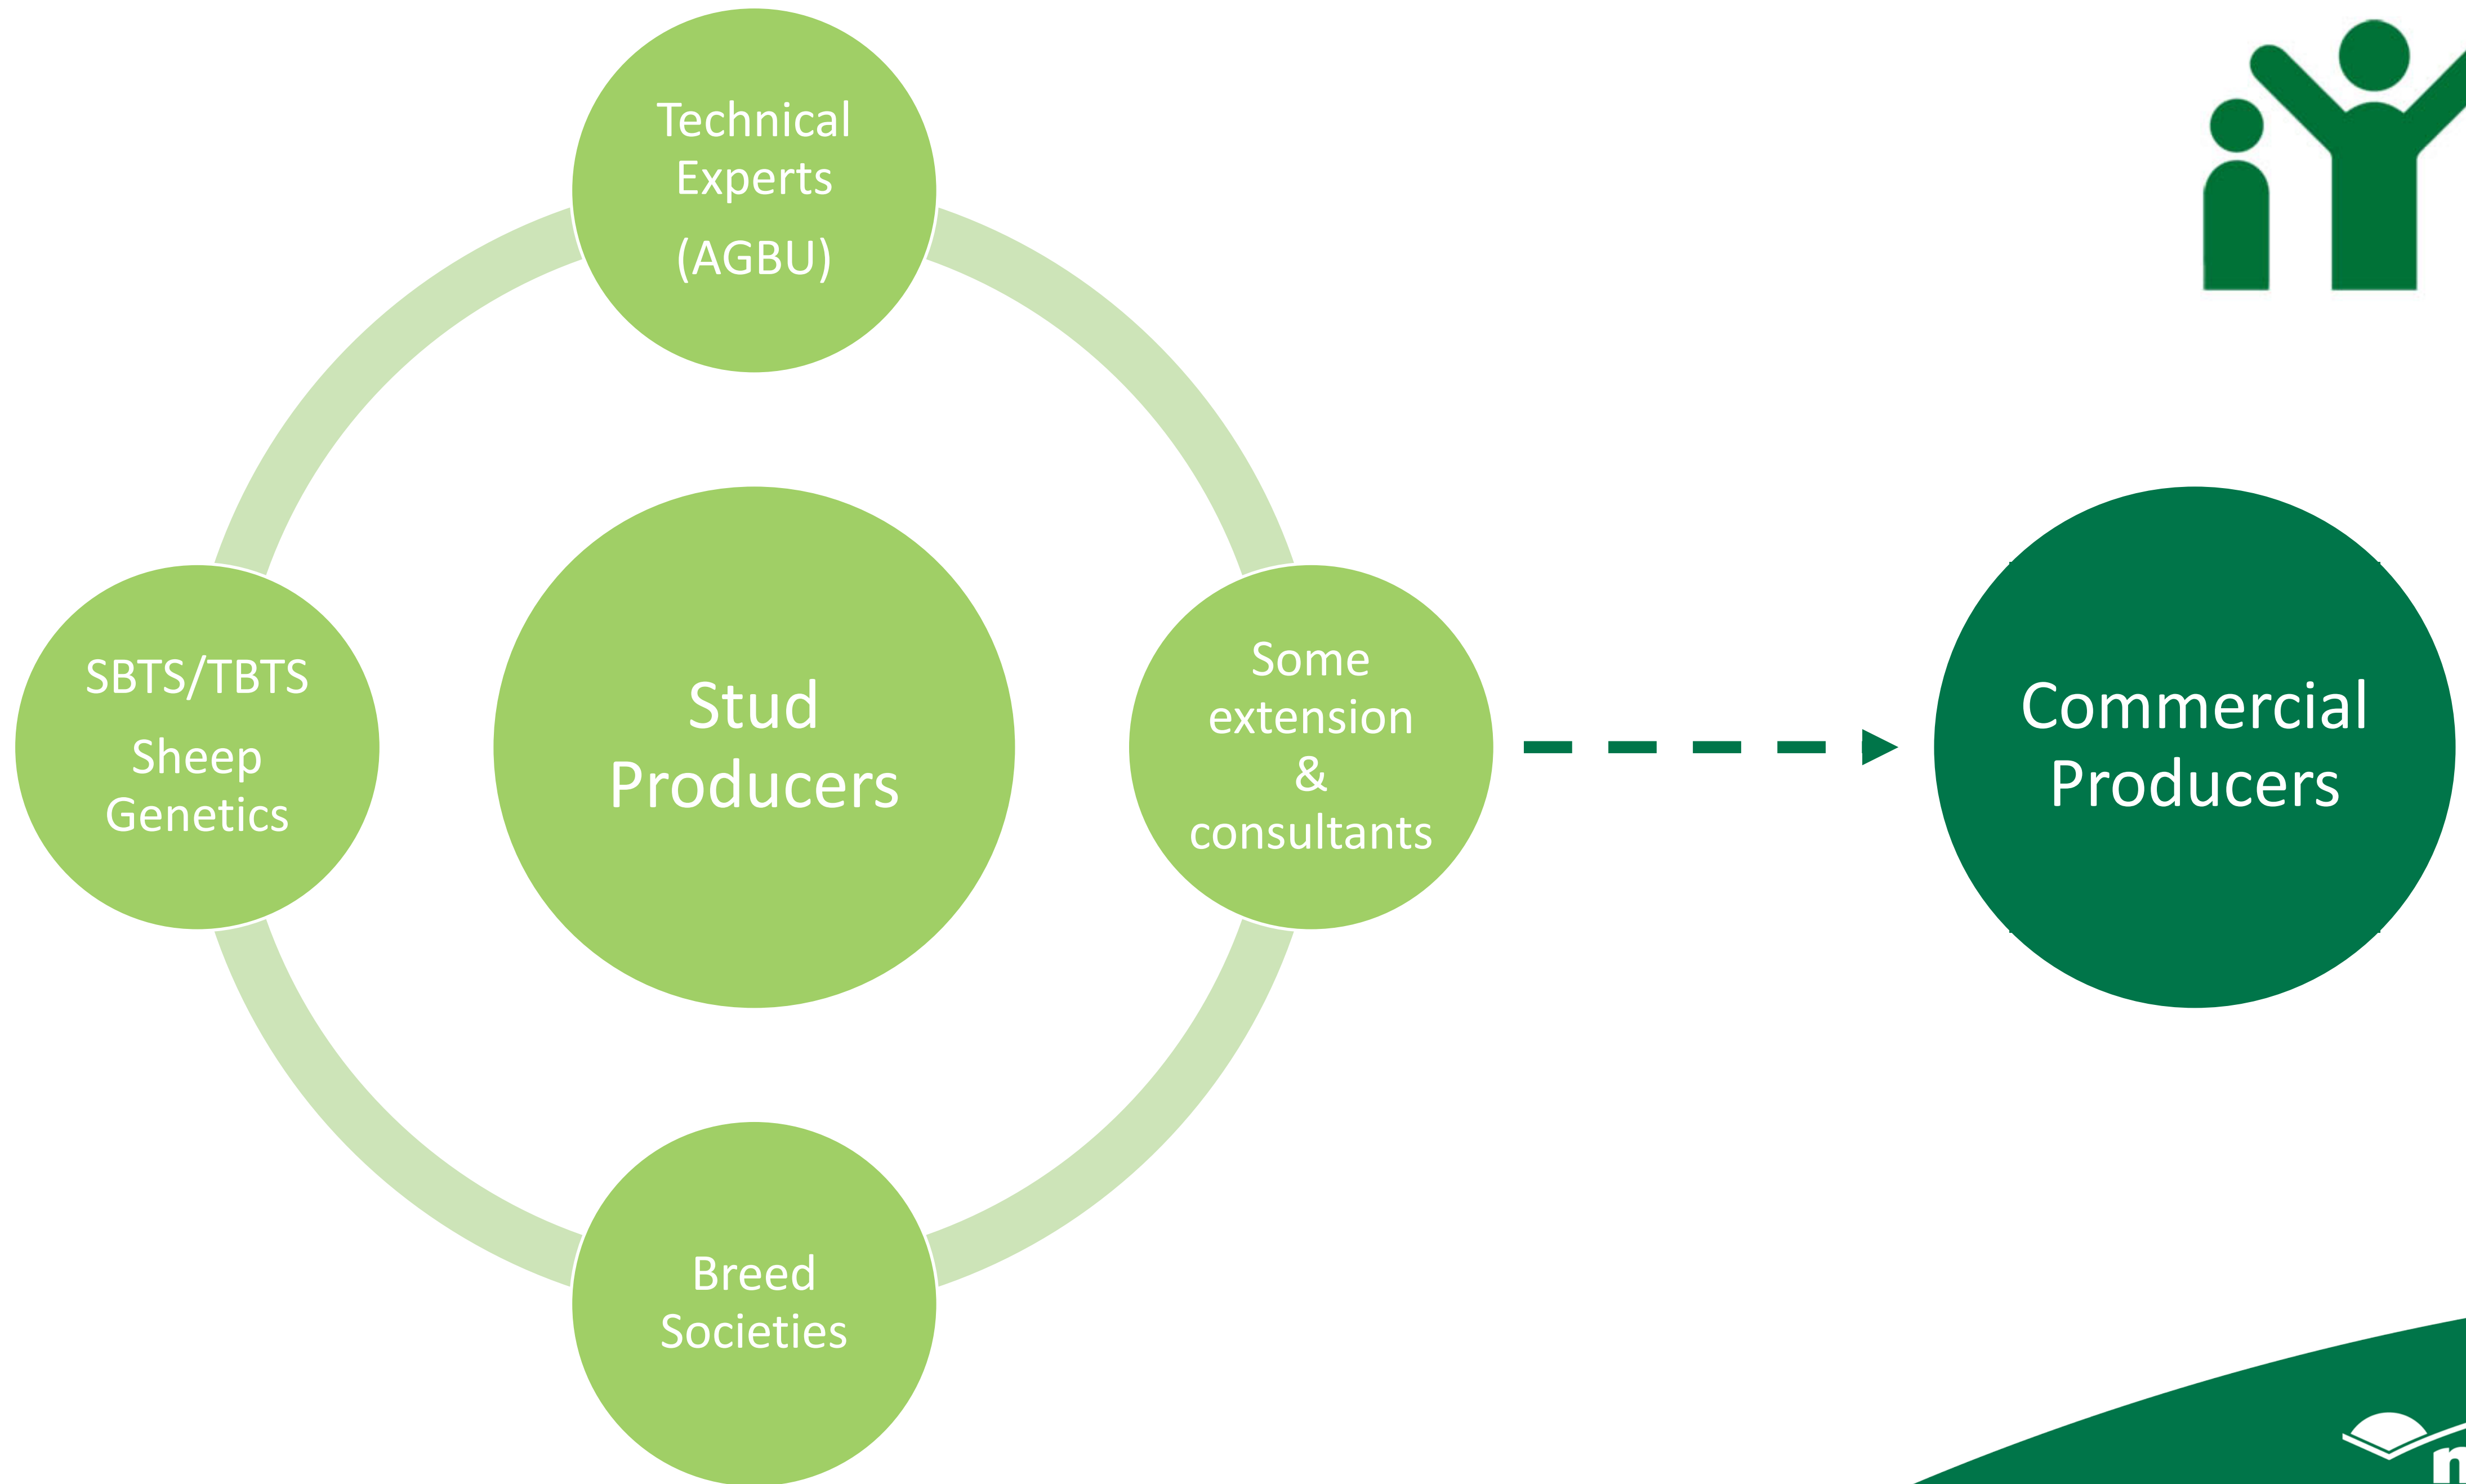 Technical
Experts
(AGBU)
SBTS/TBTS
Sheep
Genetics
Stud
Producers
Some
extension
&
consultants
Commercial
Producers
Breed
Societies